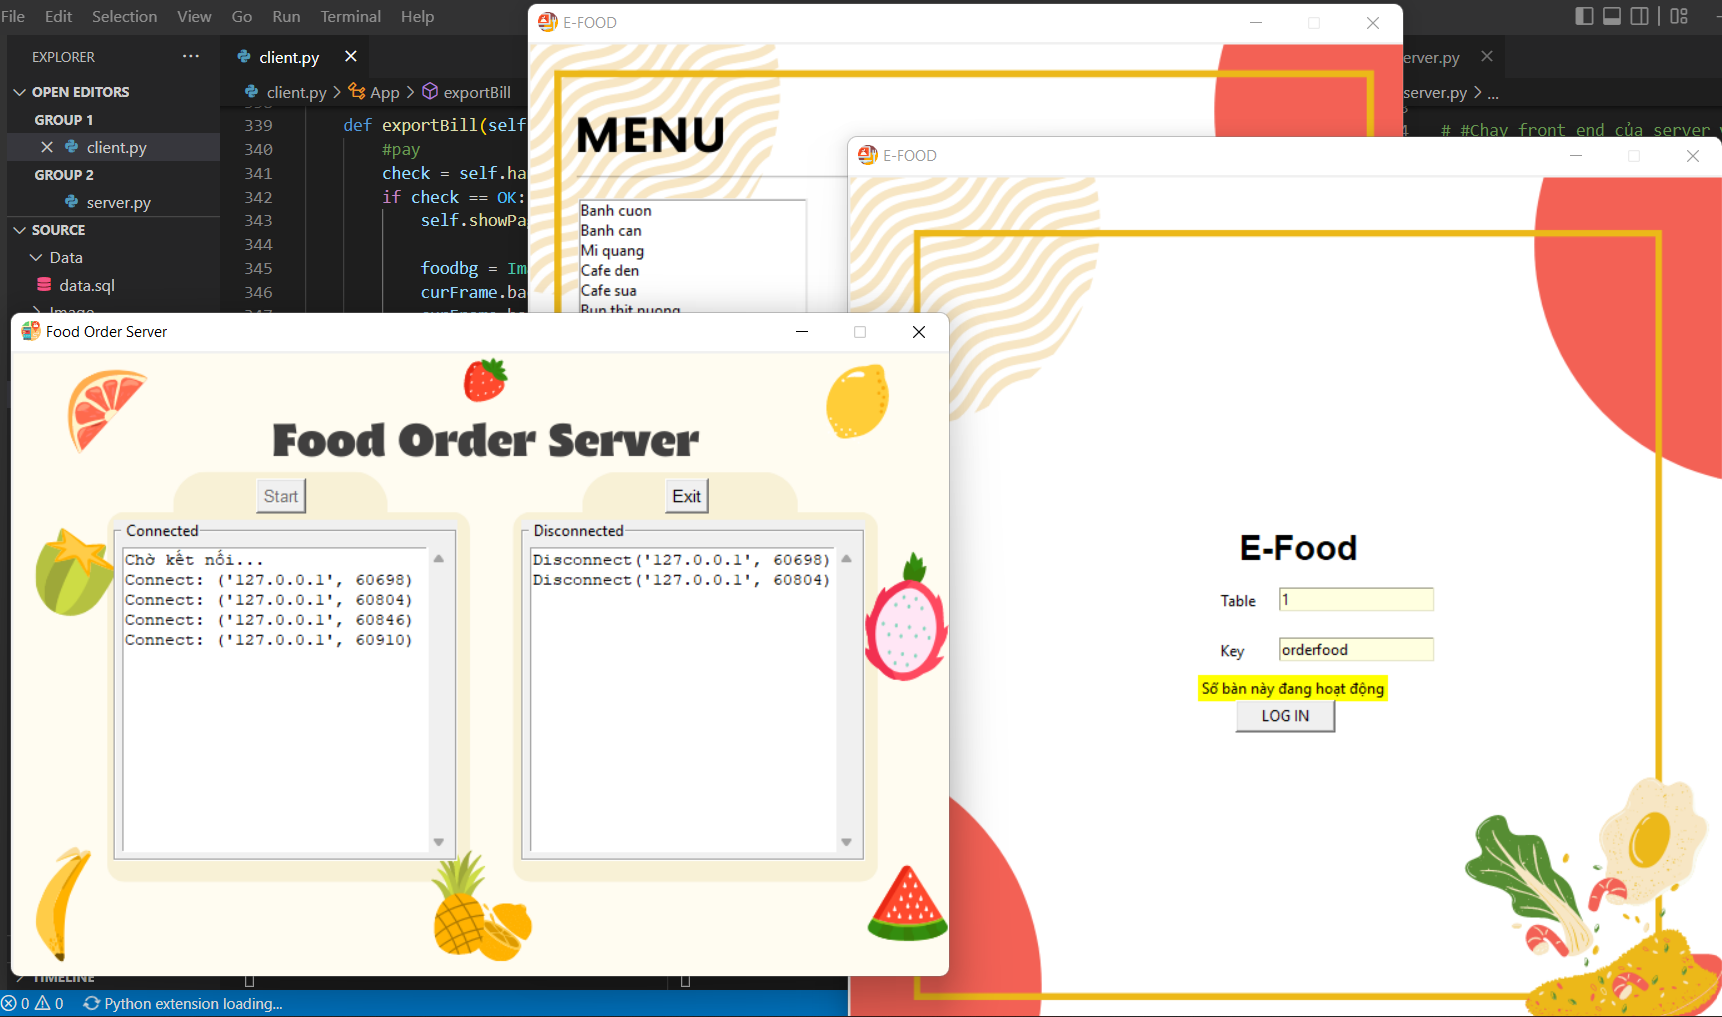 File Edit Selection View Go Run Terminal Help
EXPLORER
OPEN EDITORS
GROUP 1
client.py
GROUP 2
server.py
SOURCE
Data
data.sql
Image
TIMELINE
client.py
client.py > App > exportBill
339 def exportBill(self
340 #pay
341 check = self.ha
342 if check == OK:
343 self.showPa
344
345 foodbg = Ima
346 curFrame.ba
erver.py
server.py > ...
# #Chạy front end của server
E-FOOD
MENU
Banh cuon
Banh can
Mi quang
Cafe den
Cafe sua
Bun thit nuong
E-FOOD
E-Food
Table 1
Key orderfood
Số bàn này đang hoạt động
LOG IN
Food Order Server
Food Order Server
Start
Exit
Connected
Chờ kết nối...
Connect: ('127.0.0.1', 60698)
Connect: ('127.0.0.1', 60804)
Connect: ('127.0.0.1', 60846)
Connect: ('127.0.0.1', 60910)
Disconnected
Disconnect('127.0.0.1', 60698)
Disconnect('127.0.0.1', 60804)
0 0 Python extension loading...